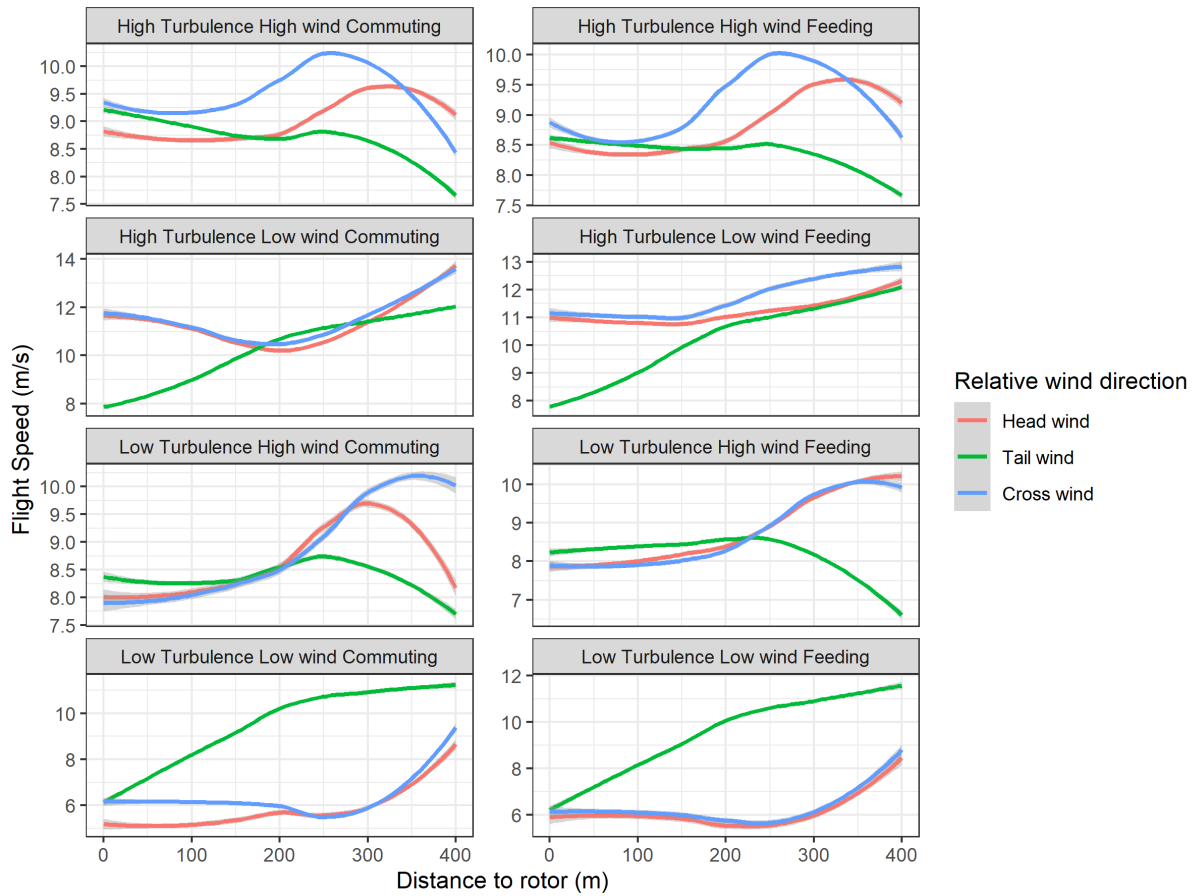 High Turbulence High wind Commuting
High Turbulence High wind Feeding
10.0
9.5
9.0
8.5
8.0
7.5
10.0
9.5
9.0
8.5
8.0
7.5
High Turbulence Low wind Commuting
High Turbulence Low wind Feeding
14
12
10
8
13
12
11
10
9
8
Low Turbulence High wind Commuting
Low Turbulence High wind Feeding
10.0
9.5
9.0
8.5
8.0
7.5
10
9
8
7
Low Turbulence Low wind Commuting
Low Turbulence Low wind Feeding
10
8
6
12
10
8
6
0 100 200 300 400
0 100 200 300 400
Distance to rotor (m)
Flight Speed (m/s)
Relative wind direction
Head wind
Tail wind
Cross wind